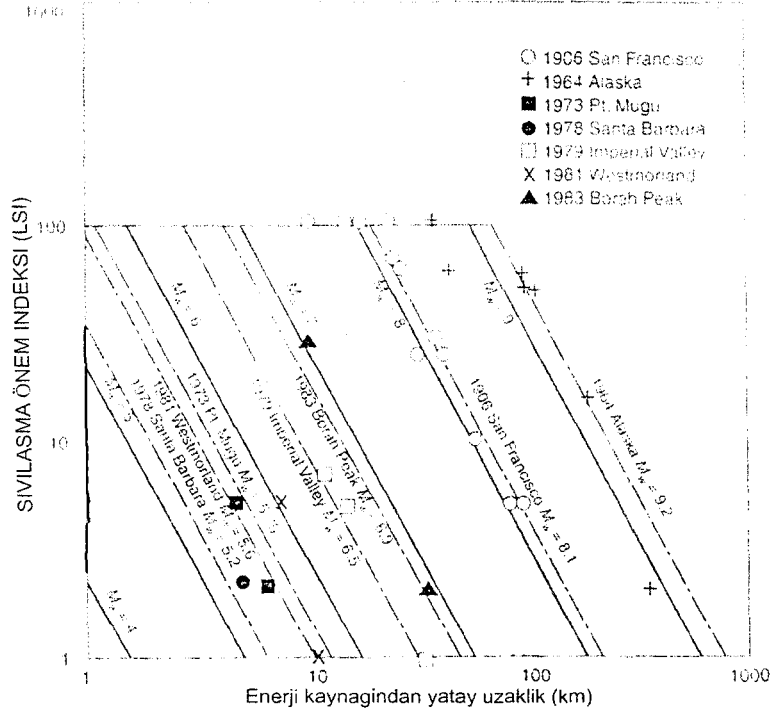 1000
○ 1906 San Francisco
+ 1964 Alaska
■ 1973 Pt. Mugu
● 1978 Santa Barbara
□ 1979 Imperial Valley
X 1981 Westmorland
▲ 1983 Borah Peak
SIVILASMA ÖNEM INDEKSI (LSI)
100
10
1
Mw = 4
Mw = 5
1978 Santa Barbara Mw = 5.2
1981 Westmorland Mw = 5.6
1973 Pt. Mugu Mw =
Mw = 6
1979 Imperial Valley Mw = 6.5
1983 Borah Peak Mw = 6.9
Mw = 8
1906 San Francisco Mw = 8.1
Mw = 9
1964 Alaska Mw = 9.2
1
10
100
1000
Enerji kaynagindan yatay uzaklik (km)